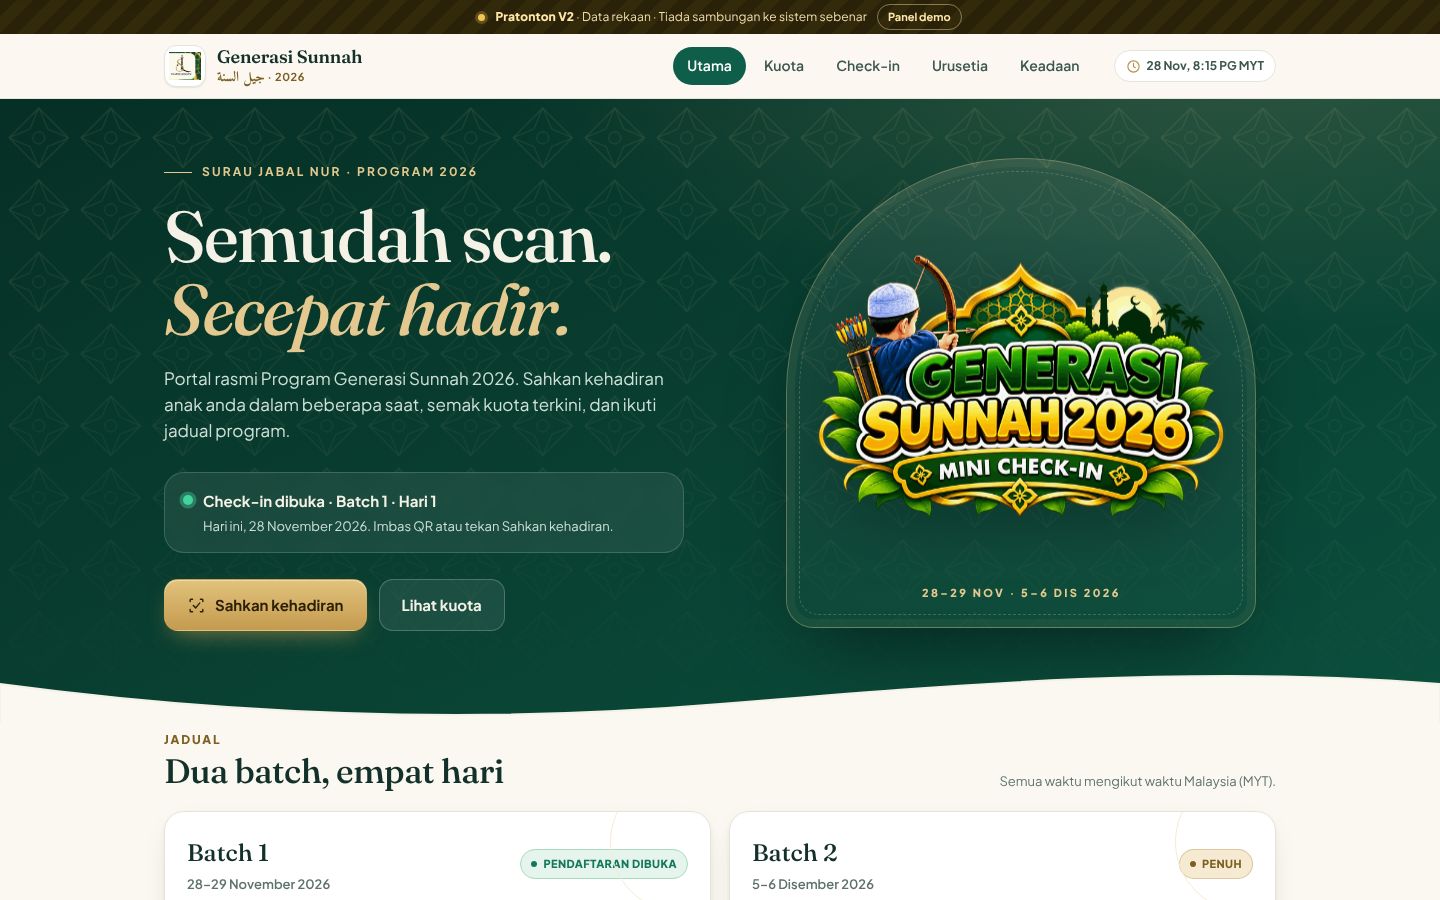 Pratonton V2 · Data rekaan · Tiada sambungan ke sistem sebenar
Panel demo
Generasi Sunnah
جيل السنة · 2026
Utama
Kuota
Check-in
Urusetia
Keadaan
28 Nov, 8:15 PG MYT
SURAU JABAL NUR · PROGRAM 2026
Semudah scan.
Secepat hadir.
Portal rasmi Program Generasi Sunnah 2026. Sahkan kehadiran
anak anda dalam beberapa saat, semak kuota terkini, dan ikuti
jadual program.
Check-in dibuka · Batch 1 · Hari 1
Hari ini, 28 November 2026. Imbas QR atau tekan Sahkan kehadiran.
Sahkan kehadiran
Lihat kuota
GENERASI
SUNNAH 2026
MINI CHECK-IN
28–29 NOV · 5–6 DIS 2026
JADUAL
Dua batch, empat hari
Semua waktu mengikut waktu Malaysia (MYT).
Batch 1
PENDAFTARAN DIBUKA
28–29 November 2026
Batch 2
PENUH
5–6 Disember 2026